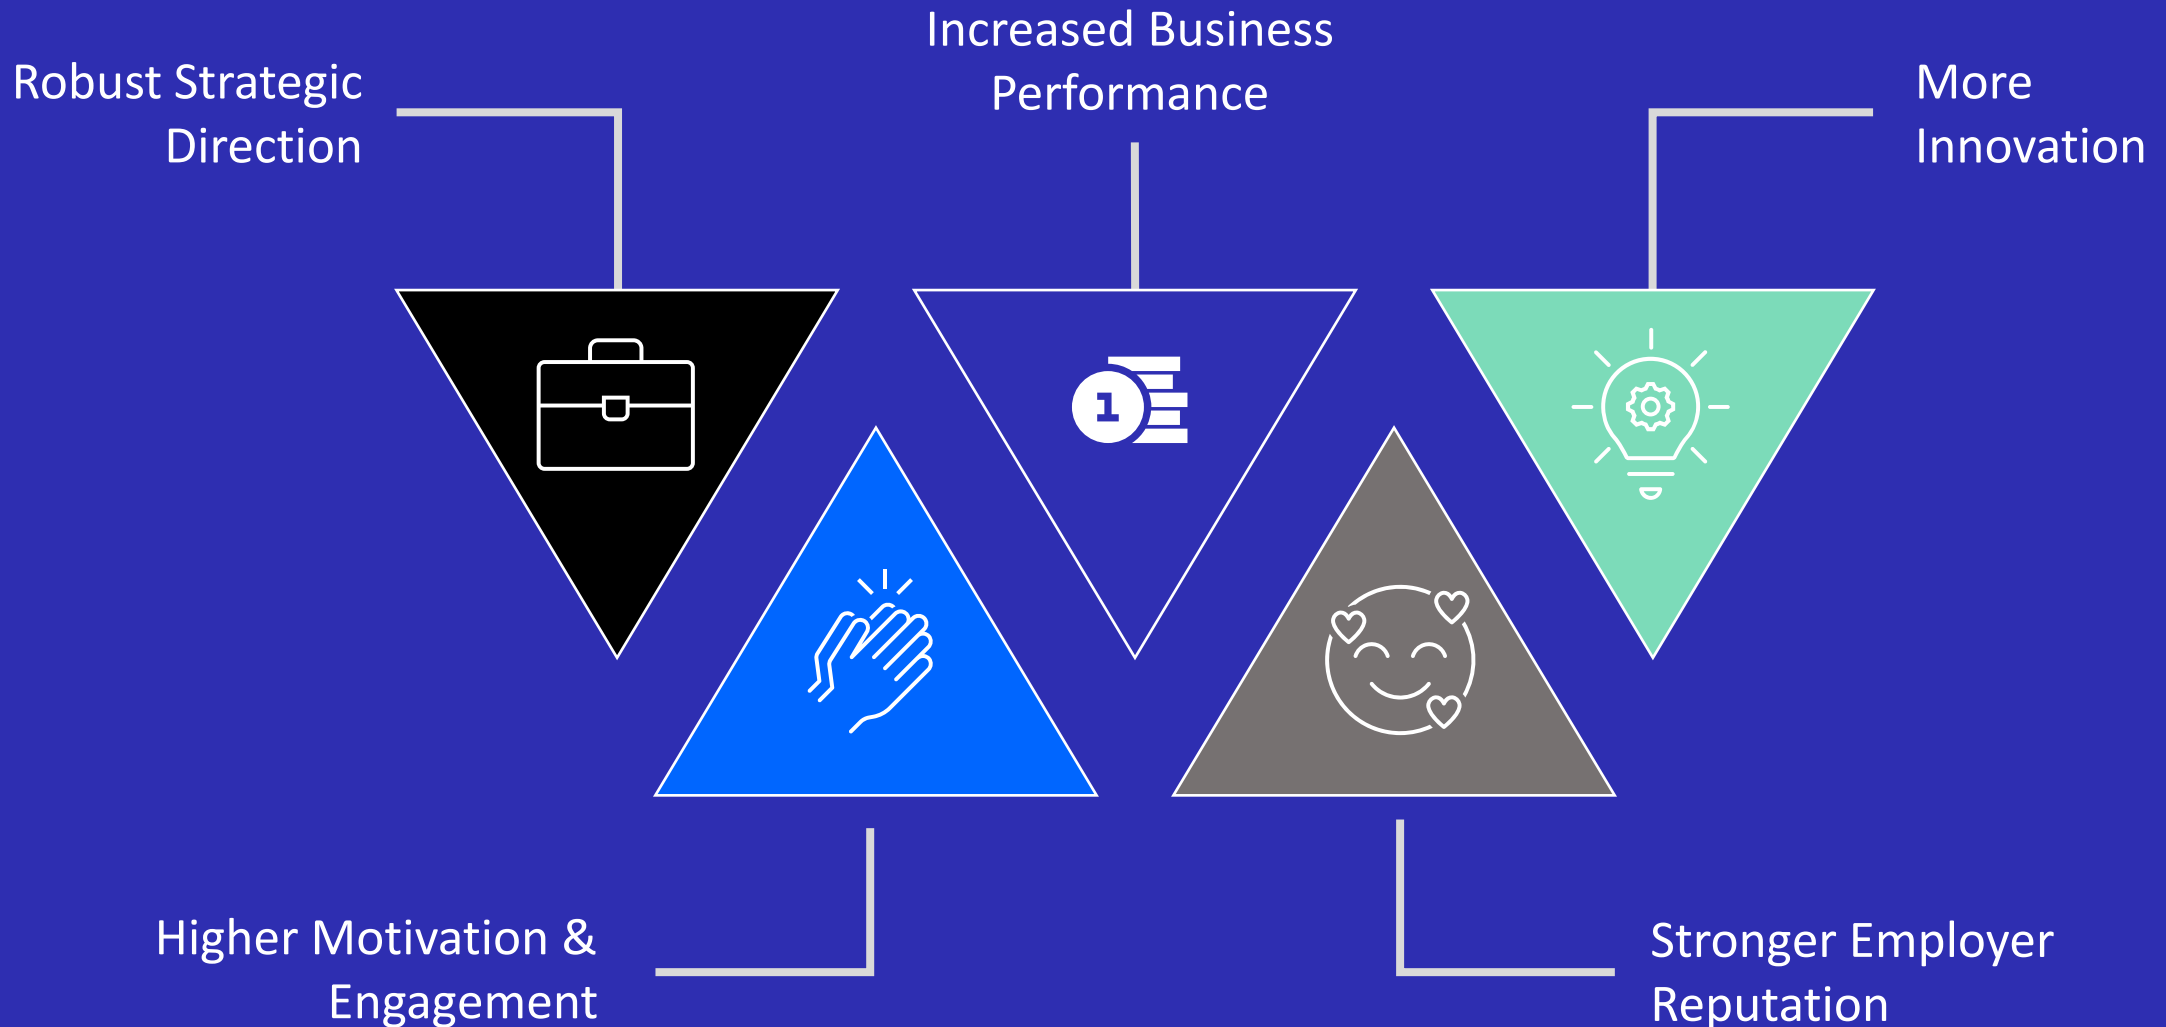 Robust Strategic
Direction
Increased Business
Performance
More
Innovation
1
Higher Motivation &
Engagement
Stronger Employer
Reputation